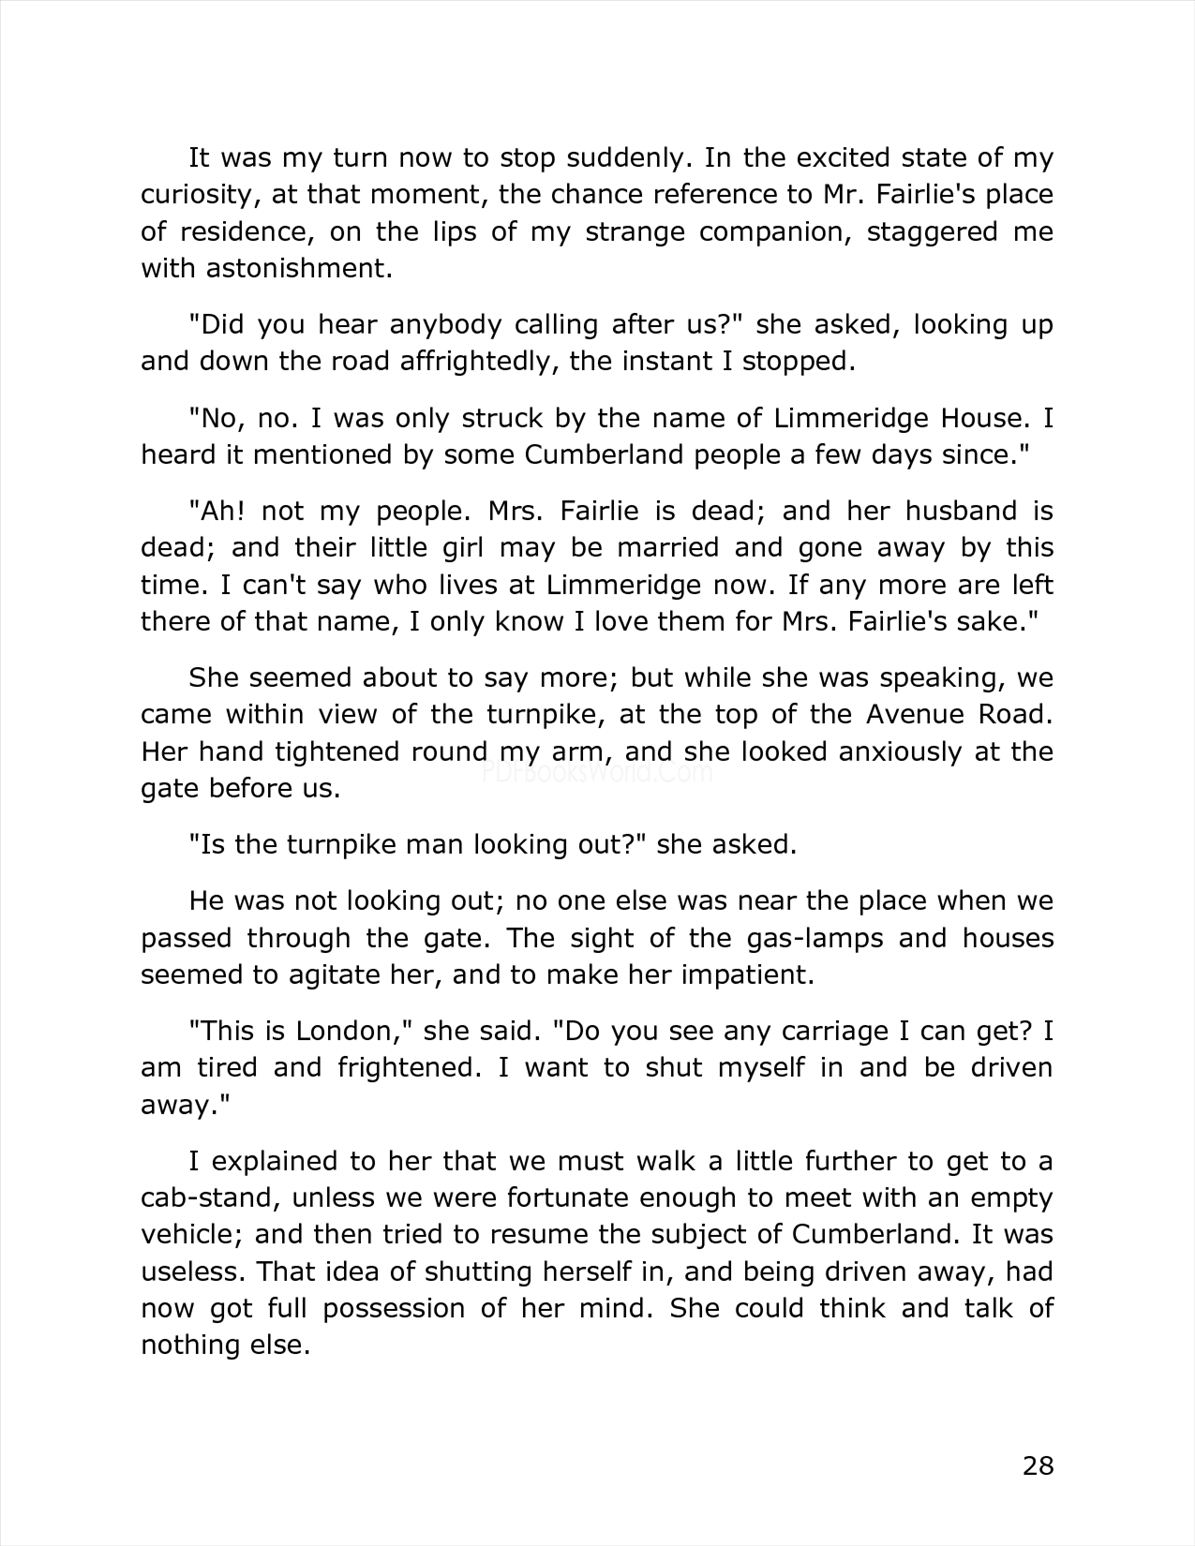 It was my turn now to stop suddenly. In the excited state of my
curiosity, at that moment, the chance reference to Mr. Fairlie's place
of residence, on the lips of my strange companion, staggered me
with astonishment.
"Did you hear anybody calling after us?" she asked, looking up
and down the road affrightedly, the instant I stopped.
"No, no. I was only struck by the name of Limmeridge House. I
heard it mentioned by some Cumberland people a few days since."
"Ah! not my people. Mrs. Fairlie is dead; and her husband is
dead; and their little girl may be married and gone away by this
time. I can't say who lives at Limmeridge now. If any more are left
there of that name, I only know I love them for Mrs. Fairlie's sake."
She seemed about to say more; but while she was speaking, we
came within view of the turnpike, at the top of the Avenue Road.
Her hand tightened round my arm, and she looked anxiously at the
PDFBooksWorld.Com
gate before us.
"Is the turnpike man looking out?" she asked.
He was not looking out; no one else was near the place when we
passed through the gate. The sight of the gas-lamps and houses
seemed to agitate her, and to make her impatient.
"This is London," she said. "Do you see any carriage I can get? I
am tired and frightened. I want to shut myself in and be driven
away."
I explained to her that we must walk a little further to get to a
cab-stand, unless we were fortunate enough to meet with an empty
vehicle; and then tried to resume the subject of Cumberland. It was
useless. That idea of shutting herself in, and being driven away, had
now got full possession of her mind. She could think and talk of
nothing else.
28